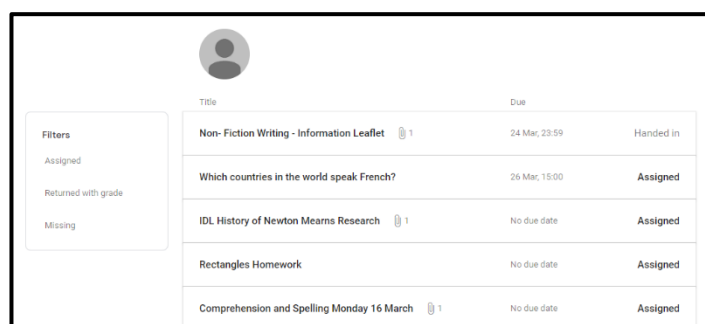 Title Due
Filters
Assigned
Returned with grade
Missing
Non- Fiction Writing - Information Leaflet 1 24 Mar, 23:59 Handed in
Which countries in the world speak French? 26 Mar, 15:00 Assigned
IDL History of Newton Mearns Research 1 No due date Assigned
Rectangles Homework No due date Assigned
Comprehension and Spelling Monday 16 March 1 No due date Assigned